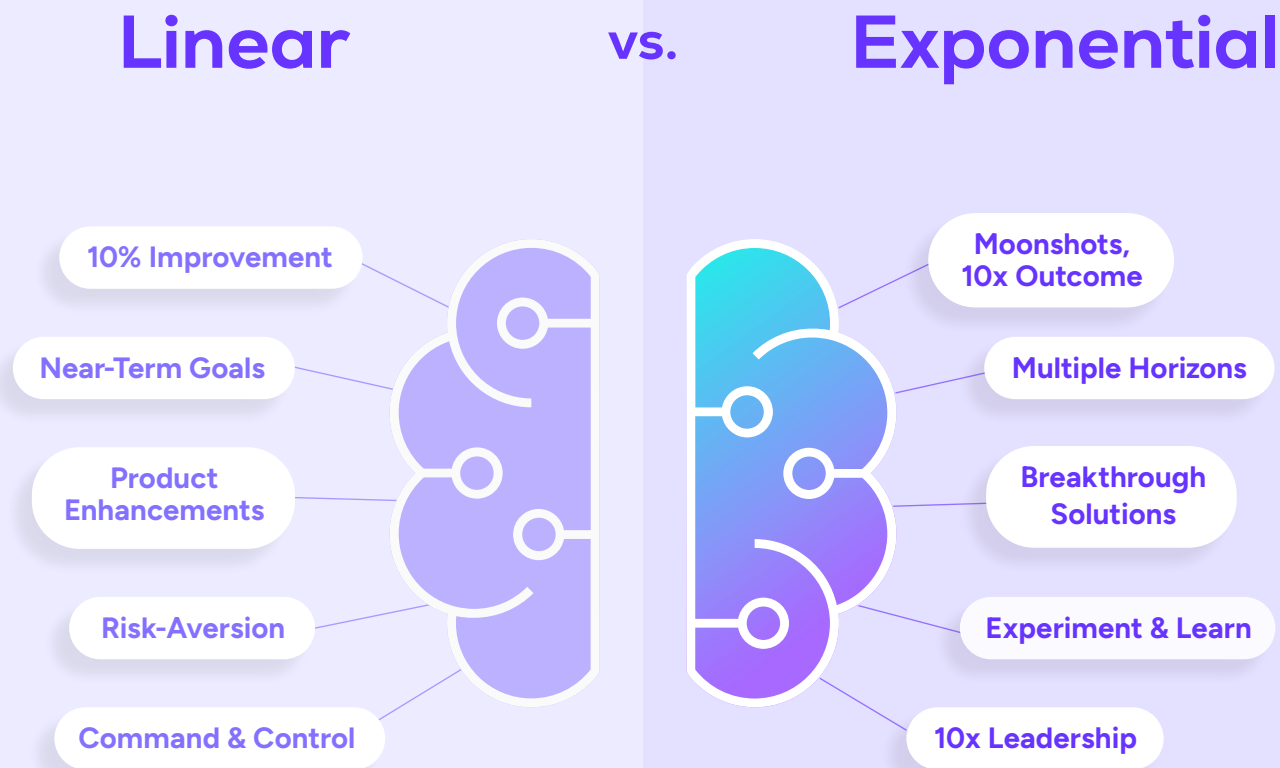 Linear
vs.
Exponential
10% Improvement
Near-Term Goals
Product
Enhancements
Risk-Aversion
Command & Control
Moonshots,
10x Outcome
Multiple Horizons
Breakthrough
Solutions
Experiment & Learn
10x Leadership